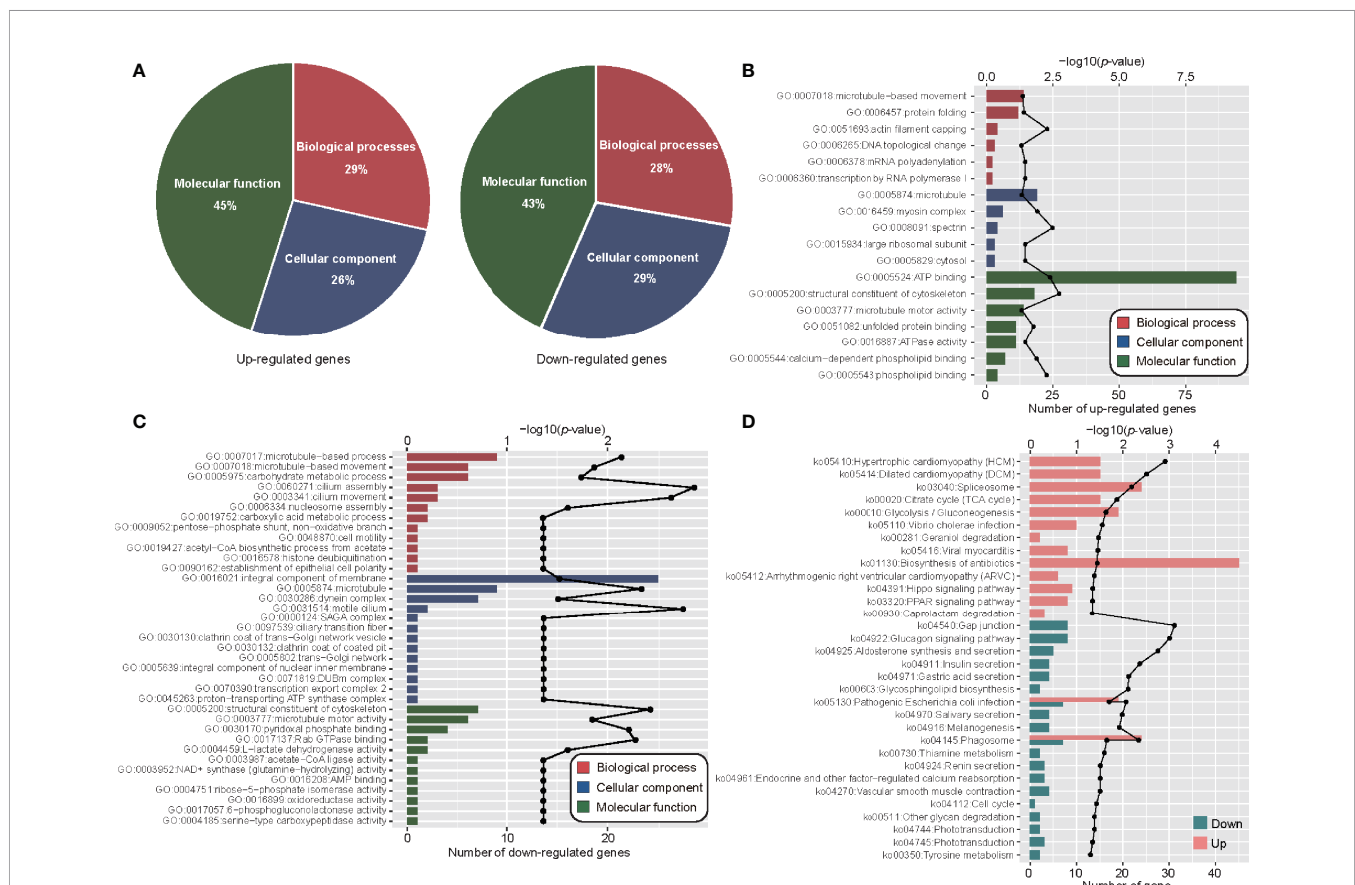 A
Biological processes
29%
Molecular function
45%
Cellular component
26%
Up-regulated genes
Biological processes
28%
Molecular function
43%
Cellular component
29%
Down-regulated genes
B
−log10(p-value)
0.0 2.5 5.0 7.5
GO:0007018:microtubule−based movement
GO:0006457:protein folding
GO:0051693:actin filament capping
GO:0006265:DNA topological change
GO:0006378:mRNA polyadenylation
GO:0006360:transcription by RNA polymerase I
GO:0005874:microtubule
GO:0016459:myosin complex
GO:0008091:spectrin
GO:0015934:large ribosomal subunit
GO:0005829:cytosol
GO:0005524:ATP binding
GO:0005200:structural constituent of cytoskeleton
GO:0003777:microtubule motor activity
GO:0051082:unfolded protein binding
GO:0016887:ATPase activity
GO:0005544:calcium−dependent phospholipid binding
GO:0005543:phospholipid binding
Biological process
Cellular component
Molecular function
0 25 50 75
Number of up-regulated genes
C
−log10(p-value)
0 1 2
GO:0007017:microtubule−based process
GO:0007018:microtubule−based movement
GO:0005975:carbohydrate metabolic process
GO:0060271:cilium assembly
GO:0003341:cilium movement
GO:0006334:nucleosome assembly
GO:0019752:carboxylic acid metabolic process
GO:0009052:pentose−phosphate shunt, non−oxidative branch
GO:0048870:cell motility
GO:0019427:acetyl−CoA biosynthetic process from acetate
GO:0016578:histone deubiquitination
GO:0090162:establishment of epithelial cell polarity
GO:0016021:integral component of membrane
GO:0005874:microtubule
GO:0030286:dynein complex
GO:0031514:motile cilium
GO:0000124:SAGA complex
GO:0097539:ciliary transition fiber
GO:0030130:clathrin coat of trans−Golgi network vesicle
GO:0030132:clathrin coat of coated pit
GO:0005802:trans−Golgi network
GO:0005639:integral component of nuclear inner membrane
GO:0071819:DUBm complex
GO:0070390:transcription export complex 2
GO:0045263:proton−transporting ATP synthase complex
GO:0005200:structural constituent of cytoskeleton
GO:0003777:microtubule motor activity
GO:0030170:pyridoxal phosphate binding
GO:0017137:Rab GTPase binding
GO:0004459:L−lactate dehydrogenase activity
GO:0003987:acetate−CoA ligase activity
GO:0003952:NAD+ synthase (glutamine−hydrolyzing) activity
GO:0016208:AMP binding
GO:0004751:ribose−5−phosphate isomerase activity
GO:0016899:oxidoreductase activity
GO:0017057:6−phosphogluconolactonase activity
GO:0004185:serine−type carboxypeptidase activity
Biological process
Cellular component
Molecular function
0 10 20
Number of down-regulated genes
D
−log10(p-value)
0 1 2 3 4
ko05410:Hypertrophic cardiomyopathy (HCM)
ko05414:Dilated cardiomyopathy (DCM)
ko03040:Spliceosome
ko00020:Citrate cycle (TCA cycle)
ko00010:Glycolysis / Gluconeogenesis
ko05110:Vibrio cholerae infection
ko00281:Geraniol degradation
ko05416:Viral myocarditis
ko01130:Biosynthesis of antibiotics
ko05412:Arrhythmogenic right ventricular cardiomyopathy (ARVC)
ko04391:Hippo signaling pathway
ko03320:PPAR signaling pathway
ko00930:Caprolactam degradation
ko04540:Gap junction
ko04922:Glucagon signaling pathway
ko04925:Aldosterone synthesis and secretion
ko04911:Insulin secretion
ko04971:Gastric acid secretion
ko00603:Glycosphingolipid biosynthesis
ko05130:Pathogenic Escherichia coli infection
ko04970:Salivary secretion
ko04916:Melanogenesis
ko04145:Phagosome
ko00730:Thiamine metabolism
ko04924:Renin secretion
ko04961:Endocrine and other factor−regulated calcium reabsorption
ko04270:Vascular smooth muscle contraction
ko04112:Cell cycle
ko00511:Other glycan degradation
ko04744:Phototransduction
ko04745:Phototransduction
ko00350:Tyrosine metabolism
Down
Up
0 10 20 30 40
Number of gene